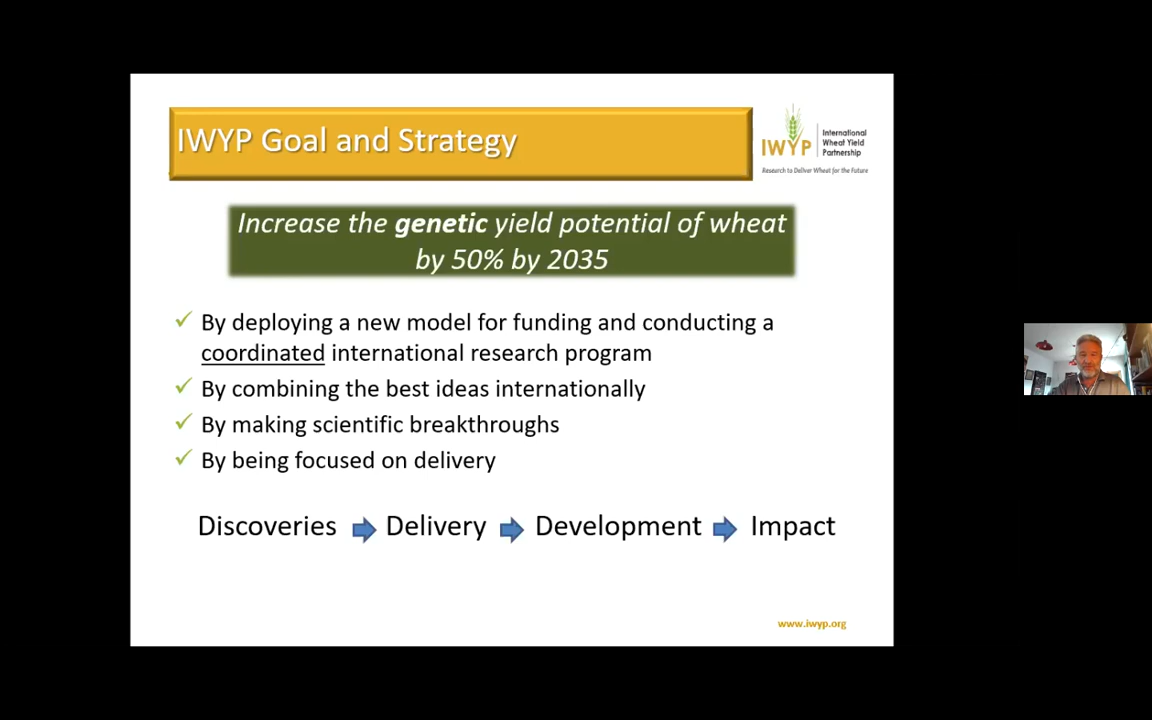 IWYP Goal and Strategy
IWYP
International
Wheat Yield
Partnership
Research to Deliver Wheat for the Future
Increase the genetic yield potential of wheat
by 50% by 2035
✓ By deploying a new model for funding and conducting a
coordinated international research program
✓ By combining the best ideas internationally
✓ By making scientific breakthroughs
✓ By being focused on delivery
Discoveries Delivery Development Impact
www.iwyp.org